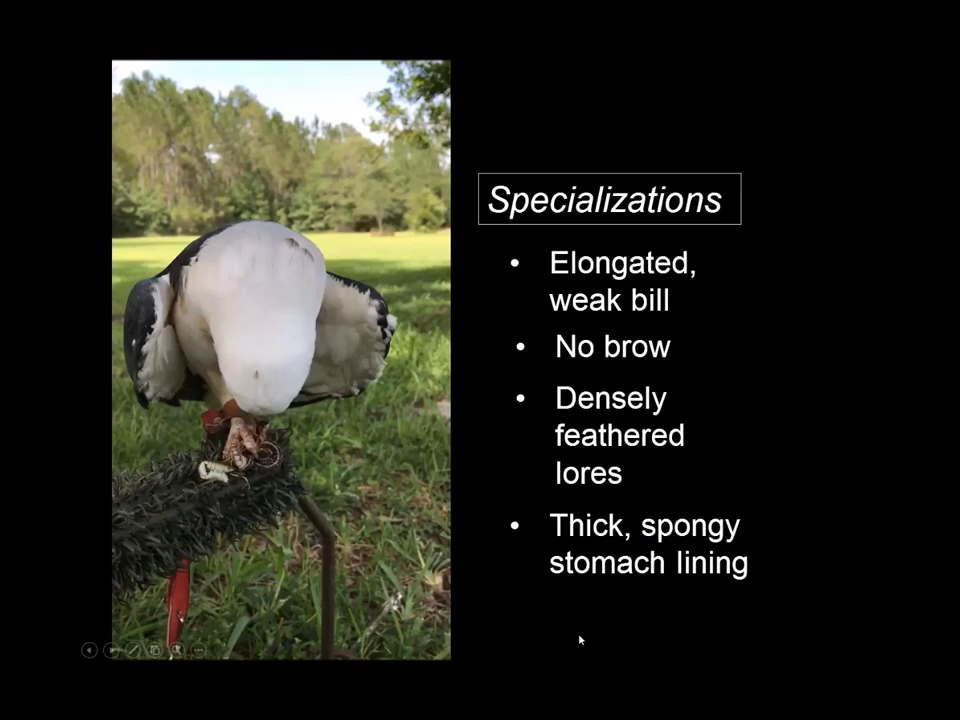 Specializations
• Elongated,
weak bill
• No brow
• Densely
feathered
lores
• Thick, spongy
stomach lining